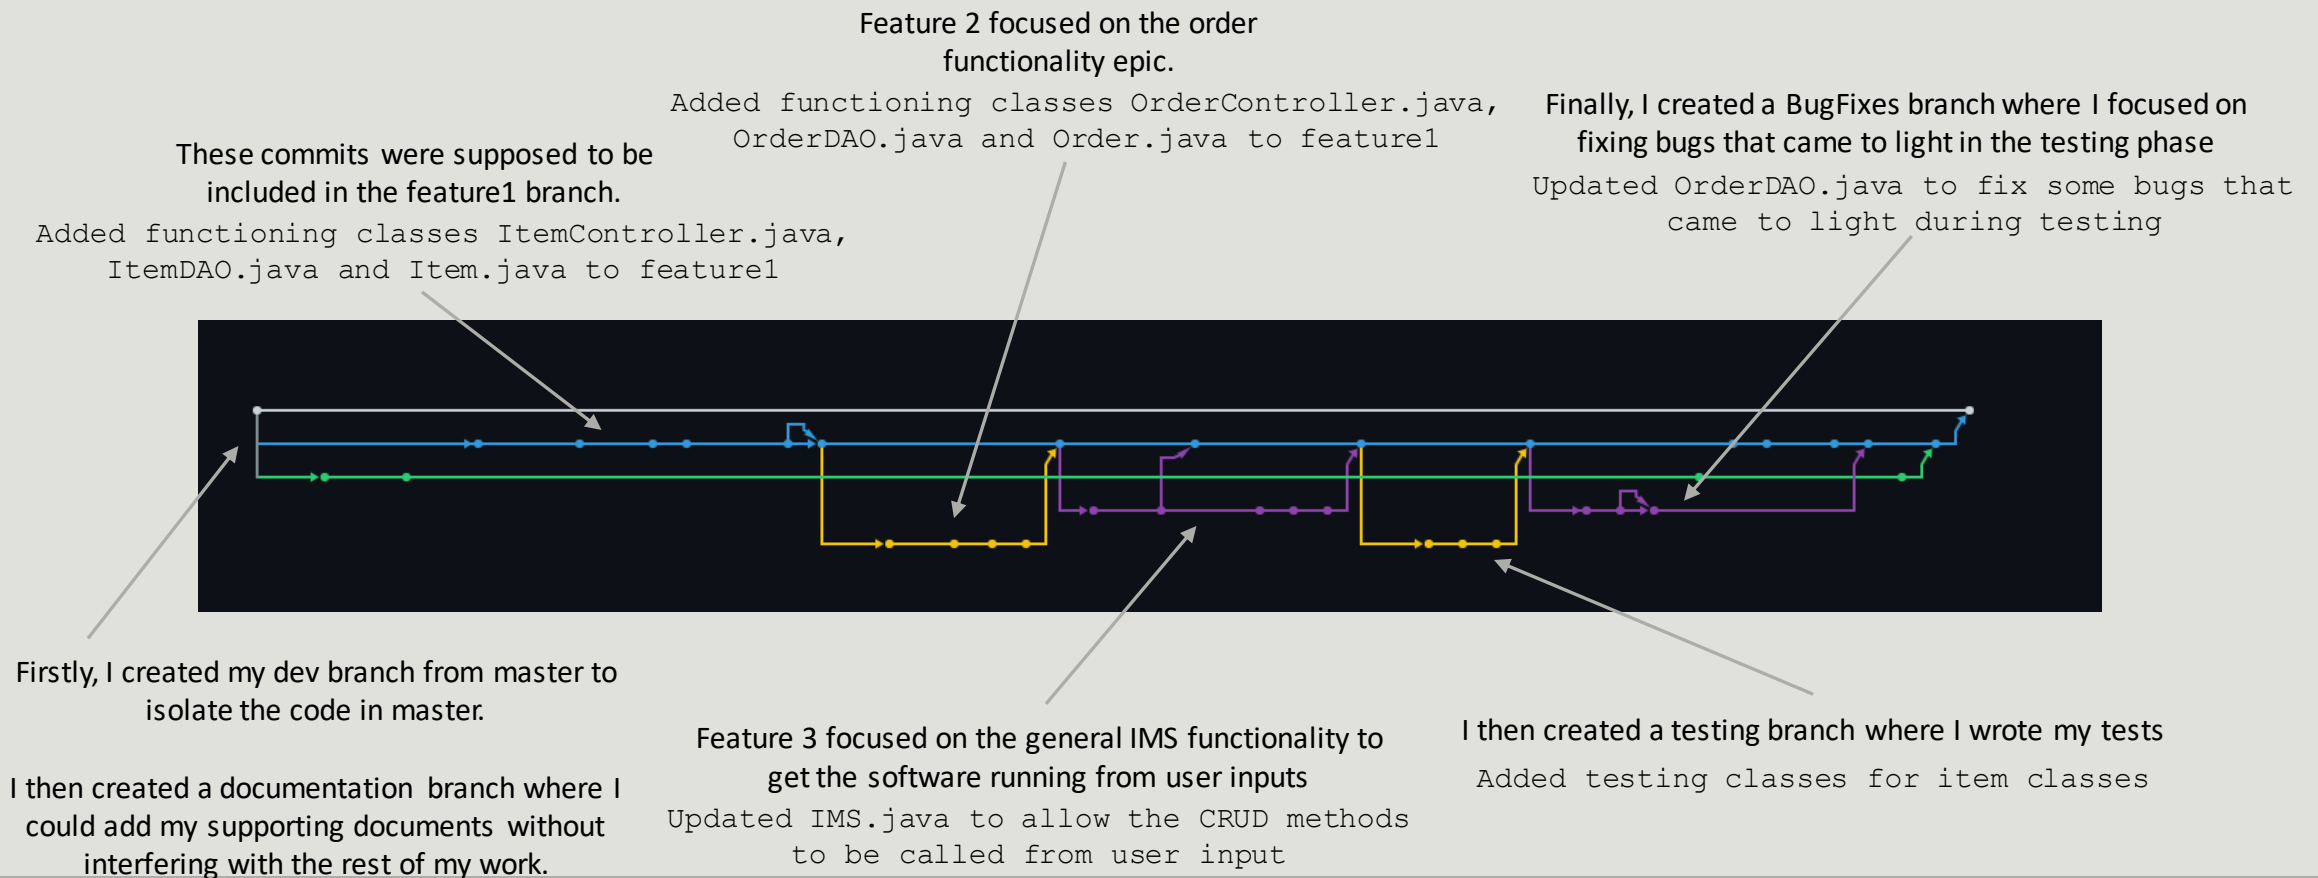 Feature 2 focused on the order
functionality epic.
Added functioning classes OrderController.java,
OrderDAO.java and Order.java to feature1
Finally, I created a BugFixes branch where I focused on
fixing bugs that came to light in the testing phase
Updated OrderDAO.java to fix some bugs that
came to light during testing
These commits were supposed to be
included in the feature1 branch.
Added functioning classes ItemController.java,
ItemDAO.java and Item.java to feature1
Firstly, I created my dev branch from master to
isolate the code in master.
I then created a documentation branch where I
could add my supporting documents without
interfering with the rest of my work.
Feature 3 focused on the general IMS functionality to
get the software running from user inputs
Updated IMS.java to allow the CRUD methods
to be called from user input
I then created a testing branch where I wrote my tests
Added testing classes for item classes